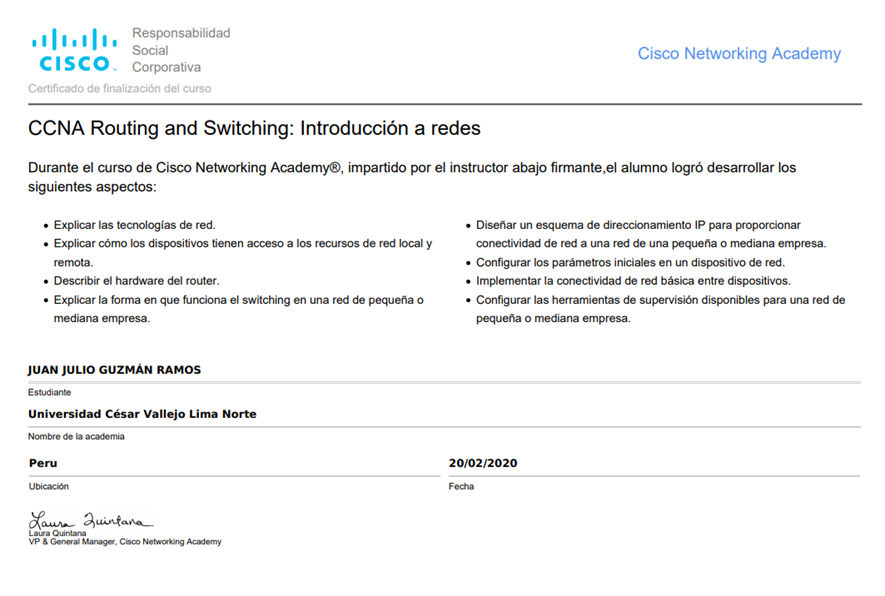 Responsabilidad
Social
Corporativa
CISCO
Cisco Networking Academy
Certificado de finalización del curso
CCNA Routing and Switching: Introducción a redes
Durante el curso de Cisco Networking Academy®, impartido por el instructor abajo firmante,el alumno logró desarrollar los
siguientes aspectos:
• Explicar las tecnologías de red.
• Explicar cómo los dispositivos tienen acceso a los recursos de red local y
remota.
• Describir el hardware del router.
• Explicar la forma en que funciona el switching en una red de pequeña o
mediana empresa.
• Diseñar un esquema de direccionamiento IP para proporcionar
conectividad de red a una red de una pequeña o mediana empresa.
• Configurar los parámetros iniciales en un dispositivo de red.
• Implementar la conectividad de red básica entre dispositivos.
• Configurar las herramientas de supervisión disponibles para una red de
pequeña o mediana empresa.
JUAN JULIO GUZMÁN RAMOS
Estudiante
Universidad César Vallejo Lima Norte
Nombre de la academia
Peru
Ubicación
20/02/2020
Fecha
Laura Quintana
Laura Quintana
VP & General Manager, Cisco Networking Academy